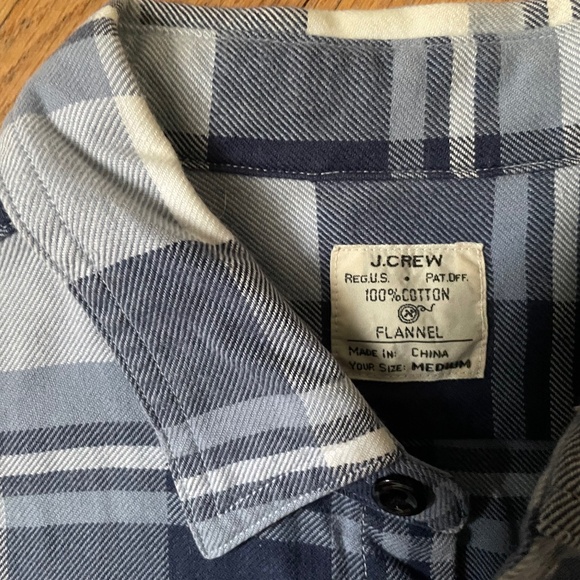 J.CREW
REG.U.S. • PAT.OFF.
100%COTTON
FLANNEL
MADE IN: CHINA
YOUR SIZE: MEDIUM